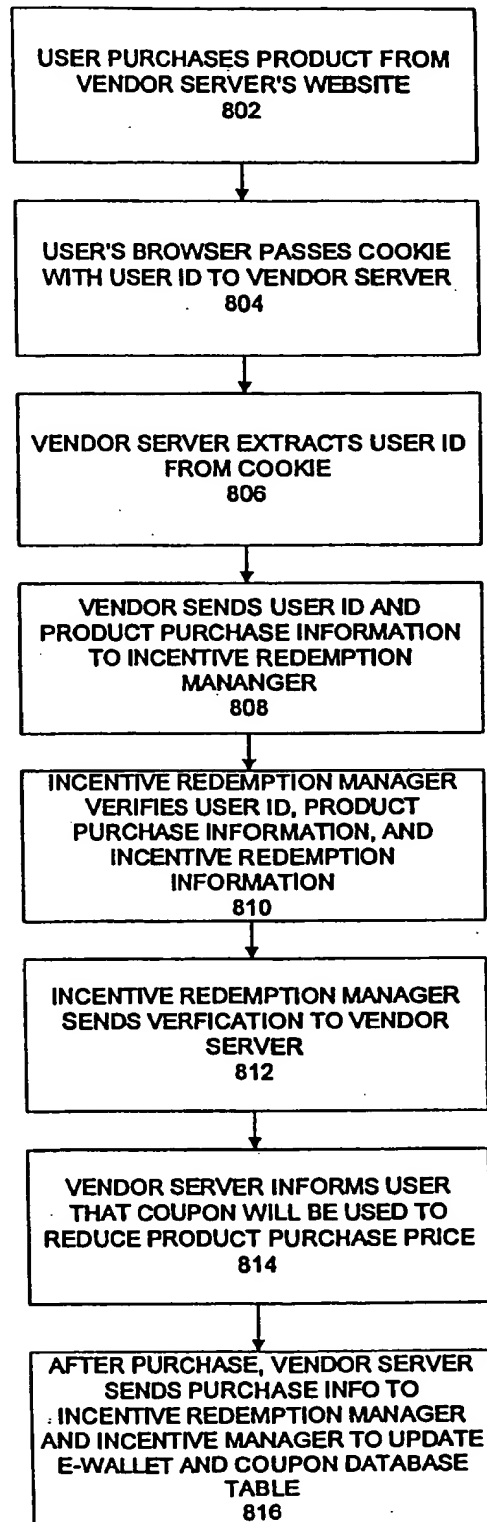 USER PURCHASES PRODUCT FROM
VENDOR SERVER'S WEBSITE
802
USER'S BROWSER PASSES COOKIE
WITH USER ID TO VENDOR SERVER
804
VENDOR SERVER EXTRACTS USER ID
FROM COOKIE
806
VENDOR SENDS USER ID AND
PRODUCT PURCHASE INFORMATION
TO INCENTIVE REDEMPTION
MANANGER
808
INCENTIVE REDEMPTION MANAGER
VERIFIES USER ID, PRODUCT
PURCHASE INFORMATION, AND
INCENTIVE REDEMPTION
INFORMATION
810
INCENTIVE REDEMPTION MANAGER
SENDS VERFICATION TO VENDOR
SERVER
812
VENDOR SERVER INFORMS USER
THAT COUPON WILL BE USED TO
REDUCE PRODUCT PURCHASE PRICE
814
AFTER PURCHASE, VENDOR SERVER
SENDS PURCHASE INFO TO
INCENTIVE REDEMPTION MANAGER
AND INCENTIVE MANAGER TO UPDATE
E-WALLET AND COUPON DATABASE
TABLE
816